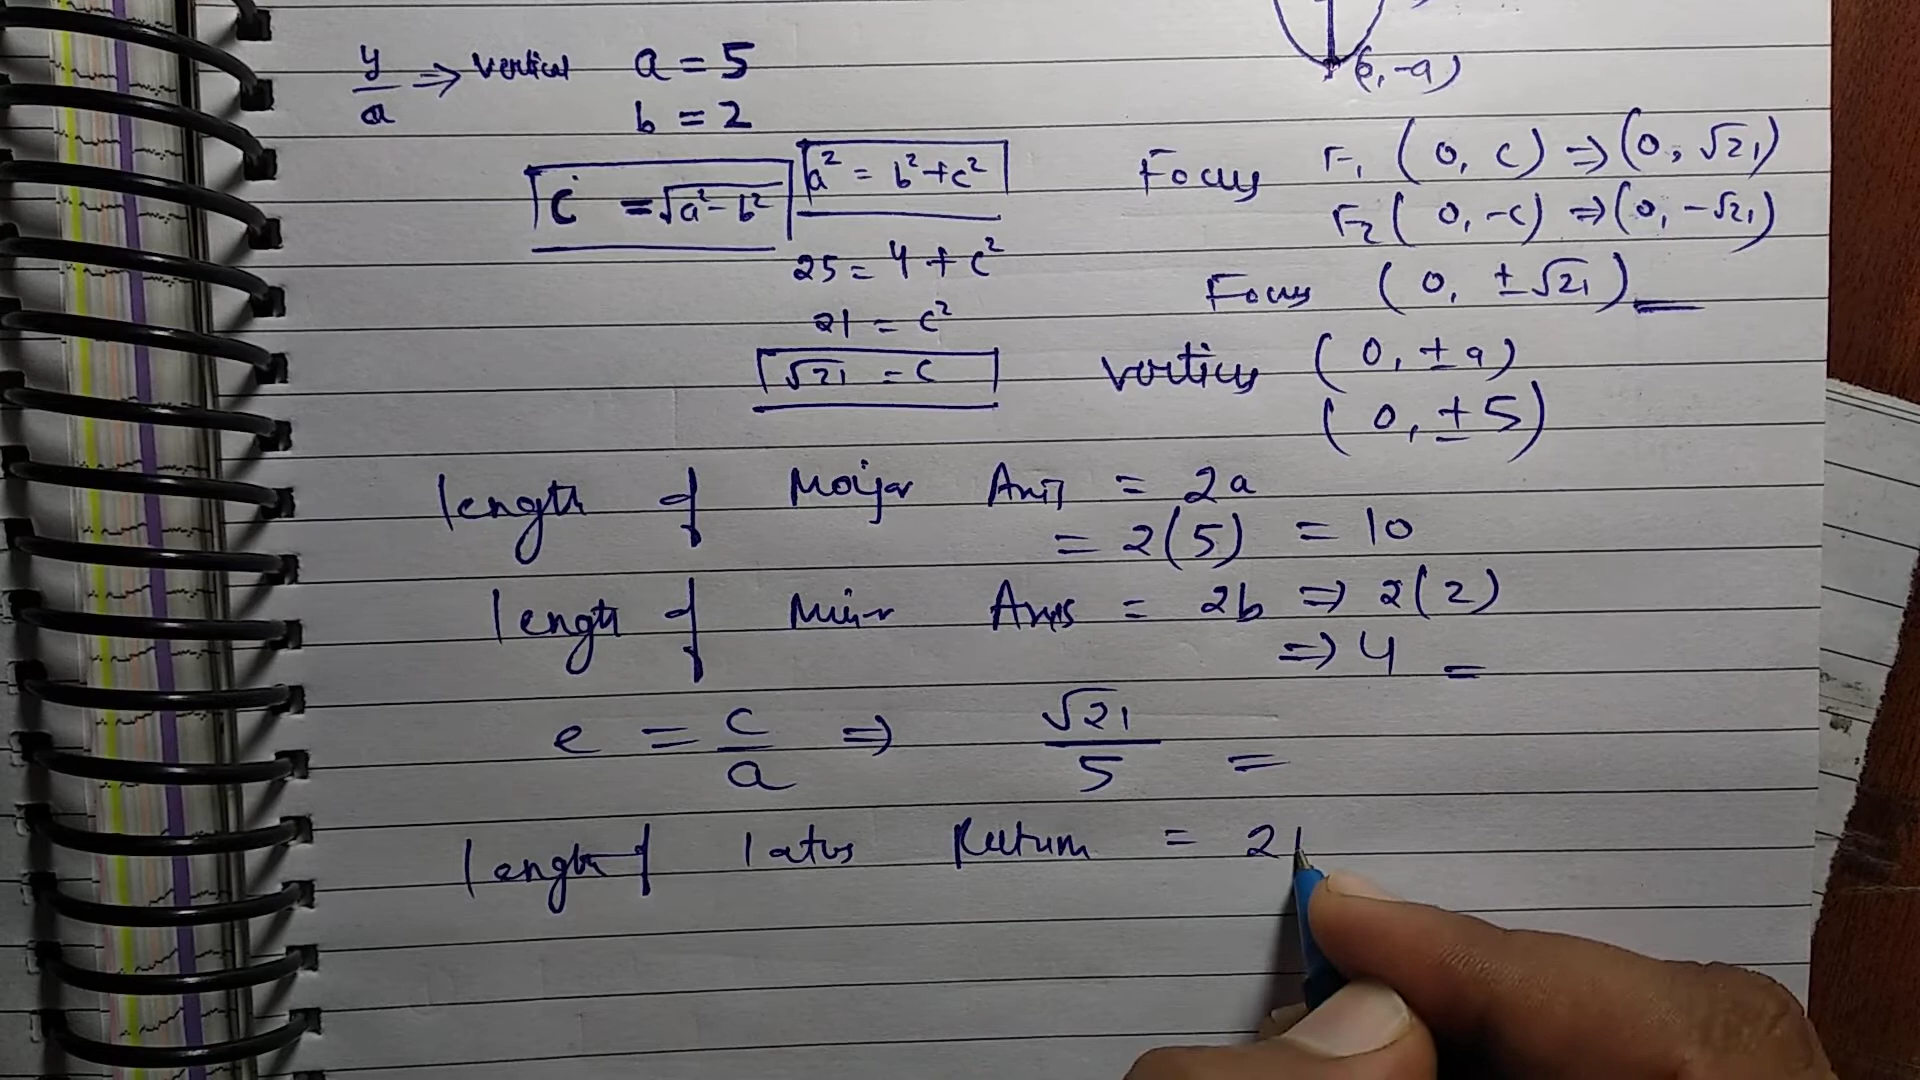 (0, -a)
y/a ⇒ vertical a = 5
b = 2
c = √a²-b²
a² = b²+c²
25 = 4 + c²
21 = c²
√21 = c
Focus F₁ (0, c) ⇒ (0, √21)
F₂ (0, -c) ⇒ (0, -√21)
Focus (0, ±√21)
vertices (0, ±a)
(0, ±5)
length of Major Axis = 2a
= 2(5) = 10
length of Minor Axis = 2b ⇒ 2(2)
⇒ 4 =
e = c/a ⇒ √21/5 =
length of latus Rectum = 2